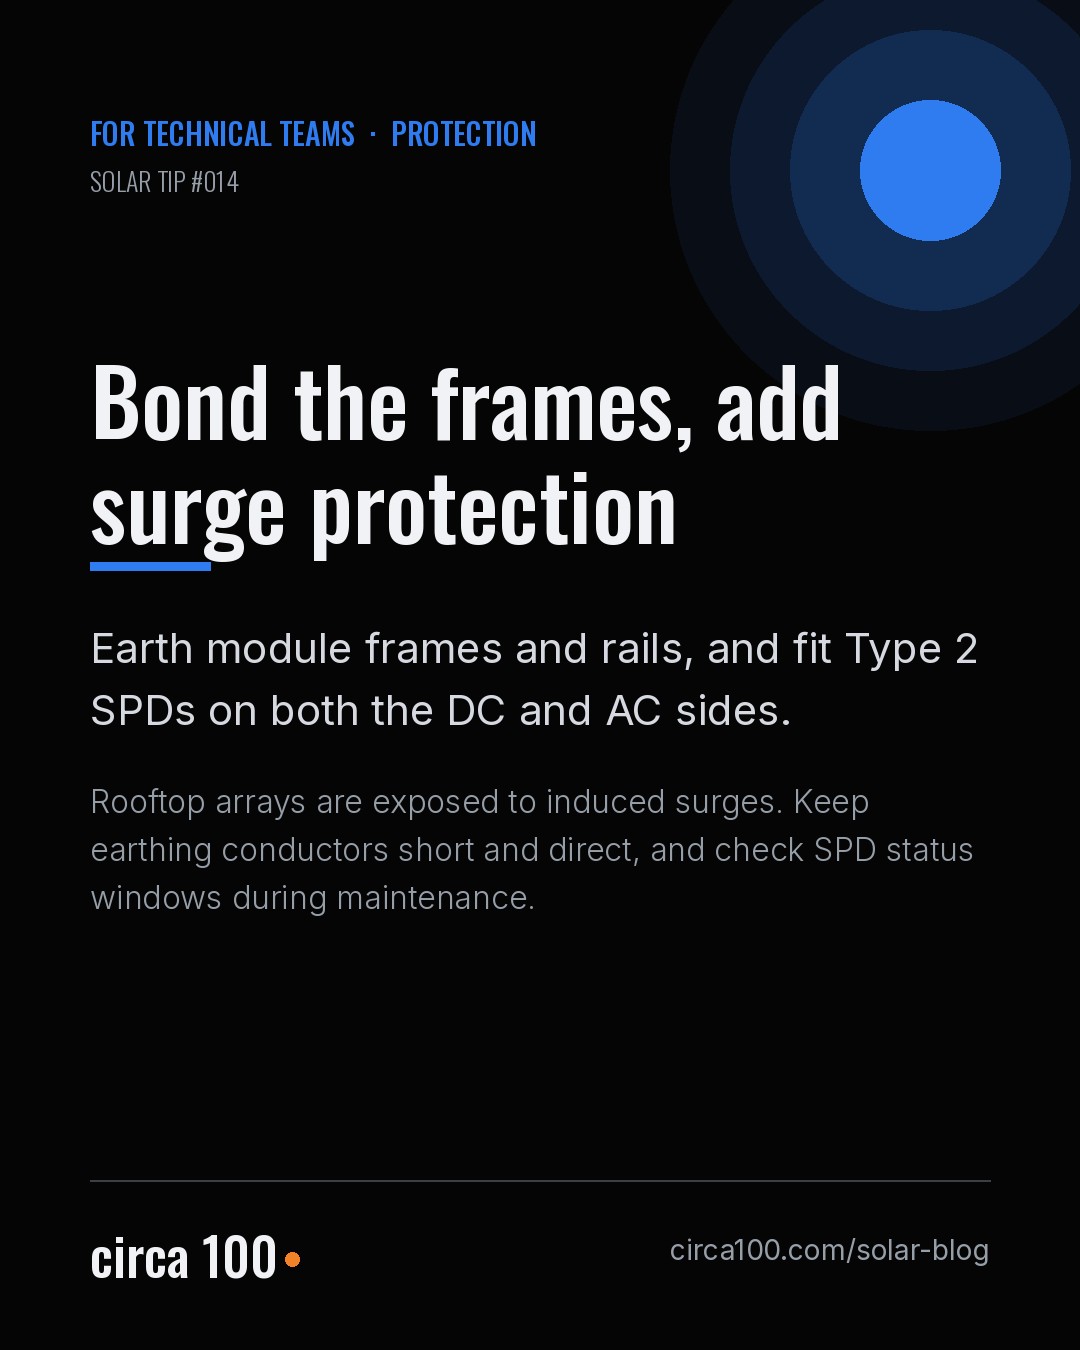 FOR TECHNICAL TEAMS · PROTECTION
SOLAR TIP #014
Bond the frames, add
surge protection
Earth module frames and rails, and fit Type 2
SPDs on both the DC and AC sides.
Rooftop arrays are exposed to induced surges. Keep
earthing conductors short and direct, and check SPD status
windows during maintenance.
circa 100
circa100.com/solar-blog